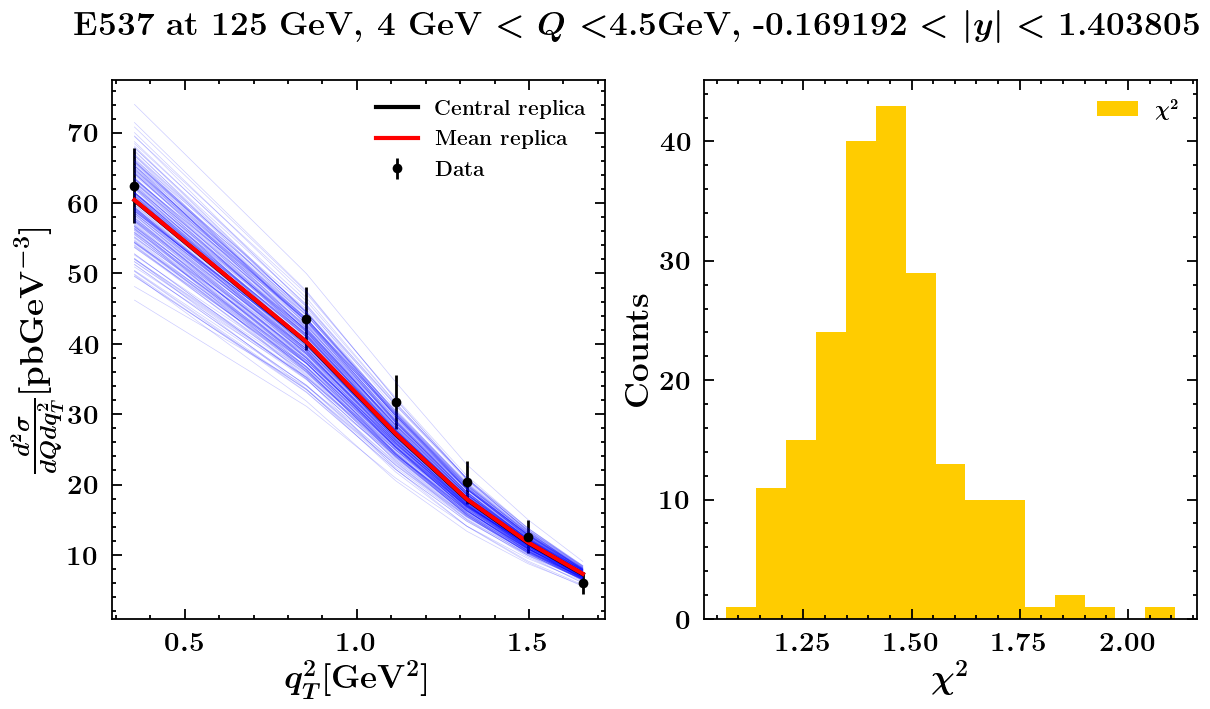 E537 at 125 GeV, 4 GeV < Q <4.5GeV, -0.169192 < |y| < 1.403805
Central replica
Mean replica
Data
70
60
50
40
30
20
10
d²σ/dQdq_T² [pbGeV⁻³]
0.5 1.0 1.5
q_T²[GeV²]
χ²
40
30
20
10
0
Counts
1.25 1.50 1.75 2.00
χ²